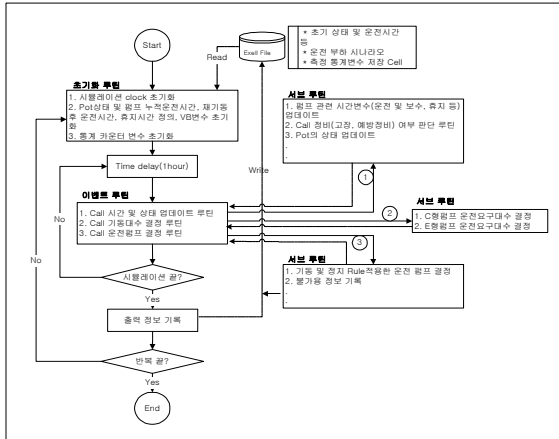 Start
Read
Exell File
* 초기 상태 및 운전시간
등
* 운전 부하 시나리오
* 측정 통계변수 저장 Cell
초기화 루틴
1. 시뮬레이션 clock 초기화
2. Pot상태 및 펌프 누적운전시간, 재기동
후 운전시간, 휴지시간 정의, VB변수 초기
화
3. 통계 카운터 변수 초기화
서브 루틴
1. 펌프 관련 시간변수(운전 및 보수, 휴지 등)
업데이트
2. Call 정비(고장, 예방정비) 여부 판단 루틴
3. Pot의 상태 업데이트
.
.
Time delay(1hour)
Write
1
No
이벤트 루틴
1. Call 시간 및 상태 업데이트 루틴
2. Call 기동대수 결정 루틴
3. Call 운전펌프 결정 루틴
2
서브 루틴
1. C형펌프 운전요구대수 결정
2. E형펌프 운전요구대수 결정
3
No
서브 루틴
1. 기동 및 정지 Rule적용한 운전 펌프 결정
2. 불가용 정보 기록
.
.
시뮬레이션 끝?
Yes
출력 정보 기록
반복 끝?
Yes
End